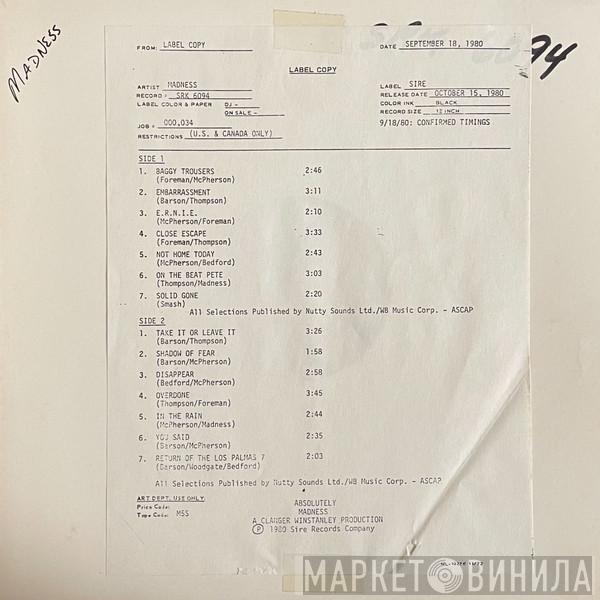 MADNESS
94
FROM: LABEL COPY
DATE SEPTEMBER 18, 1980
LABEL COPY
ARTIST MADNESS
LABEL SIRE
RECORD# SRK 6094
RELEASE DATE OCTOBER 15, 1980
LABEL COLOR & PAPER DJ -
COLOR INK BLACK
ON SALE -
RECORD SIZE 12 INCH
JOB # 000,034
9/18/80: CONFIRMED TIMINGS
RESTRICTIONS (U.S. & CANADA ONLY)
SIDE 1
1. BAGGY TROUSERS 2:46
(Foreman/McPherson)
2. EMBARRASSMENT 3:11
(Barson/Thompson)
3. E.R.N.I.E. 2:10
(McPherson/Foreman)
4. CLOSE ESCAPE 3:33
(Foreman/Thompson)
5. NOT HOME TODAY 2:43
(McPherson/Bedford)
6. ON THE BEAT PETE 3:03
(Thompson/Madness)
7. SOLID GONE 2:20
(Smash)
All Selections Published by Nutty Sounds Ltd./WB Music Corp. - ASCAP
SIDE 2
1. TAKE IT OR LEAVE IT 3:26
(Barson/Thompson)
2. SHADOW OF FEAR 1:58
(Barson/McPherson)
3. DISAPPEAR 2:58
(Bedford/McPherson)
4. OVERDONE 3:45
(Thompson/Foreman)
5. IN THE RAIN 2:44
(McPherson/Madness)
6. YOU SAID 2:35
(Barson/McPherson)
7. RETURN OF THE LOS PALMAS 7 2:03
(Barson/Woodgate/Bedford)
All Selections Published by Nutty Sounds Ltd./WB Music Corp. - ASCAP
ART DEPT. USE ONLY:
Price Code:
Tape Code: M5S
ABSOLUTELY
MADNESS
A CLANGER WINSTANLEY PRODUCTION
Ⓟ 1980 Sire Records Company
МАРКЕТ ВИНИЛА